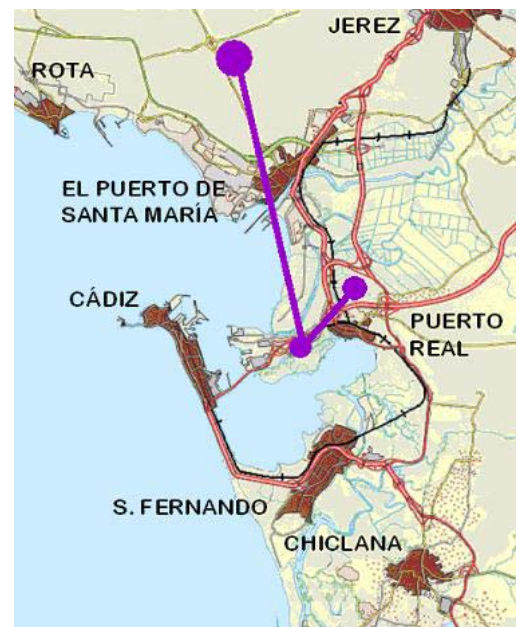 JEREZ
ROTA
EL PUERTO DE
SANTA MARÍA
CÁDIZ
PUERTO
REAL
S. FERNANDO
CHICLANA